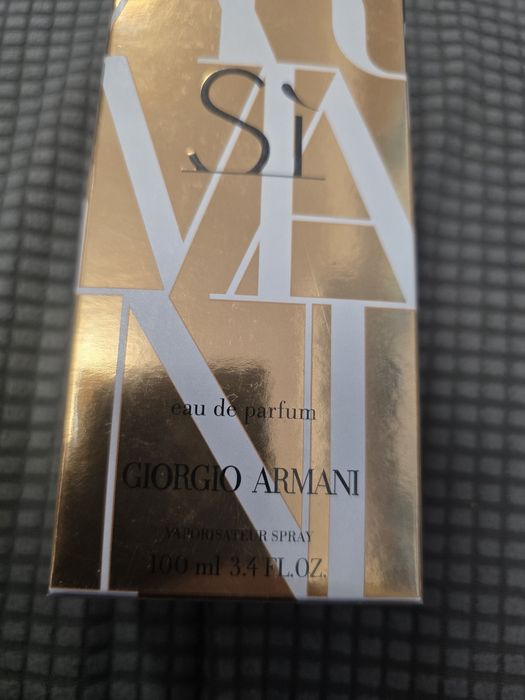 Sì
eau de parfum
GIORGIO ARMANI
VAPORISATEUR SPRAY
100 ml 3.4 FL.OZ.